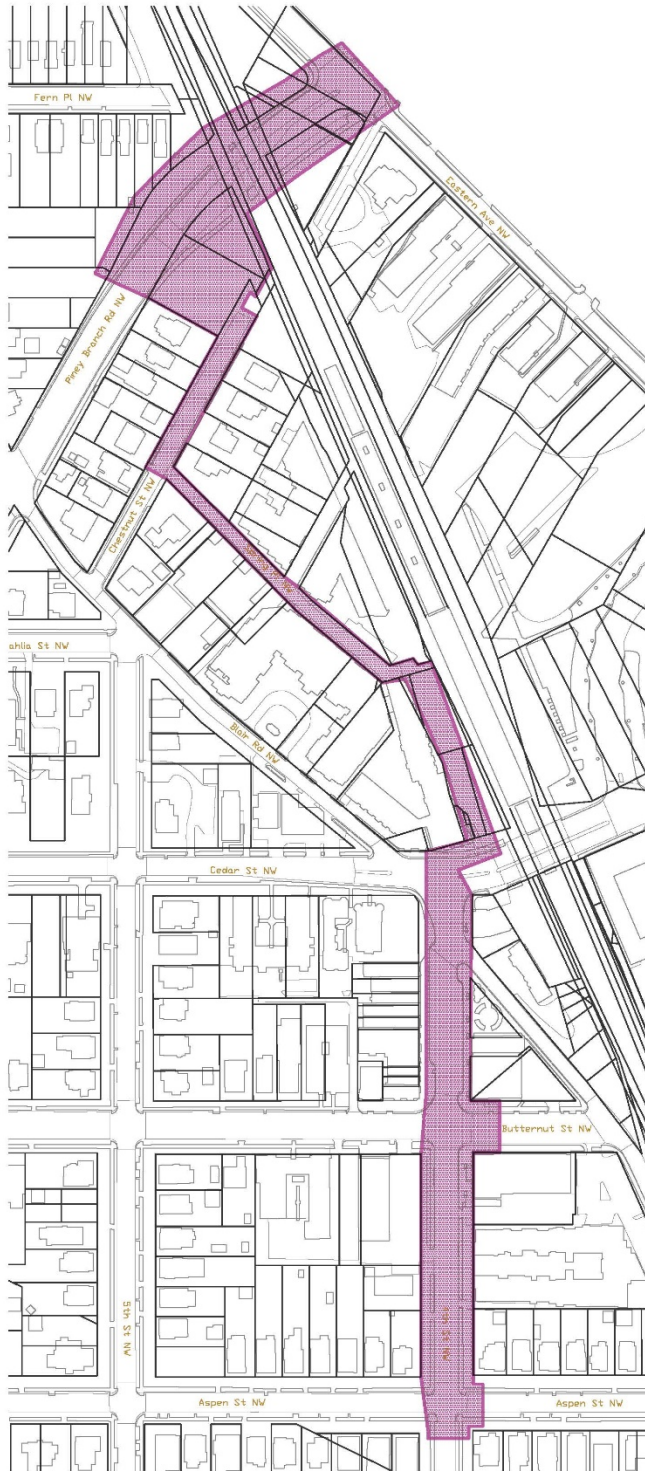 Fern Pl NW
Eastern Ave NW
Piney Branch Rd NW
Chestnut St NW
ahlia St NW
Blair Rd NW
Cedar St NW
Butternut St NW
5th St NW
Aspen St NW
Aspen St NW